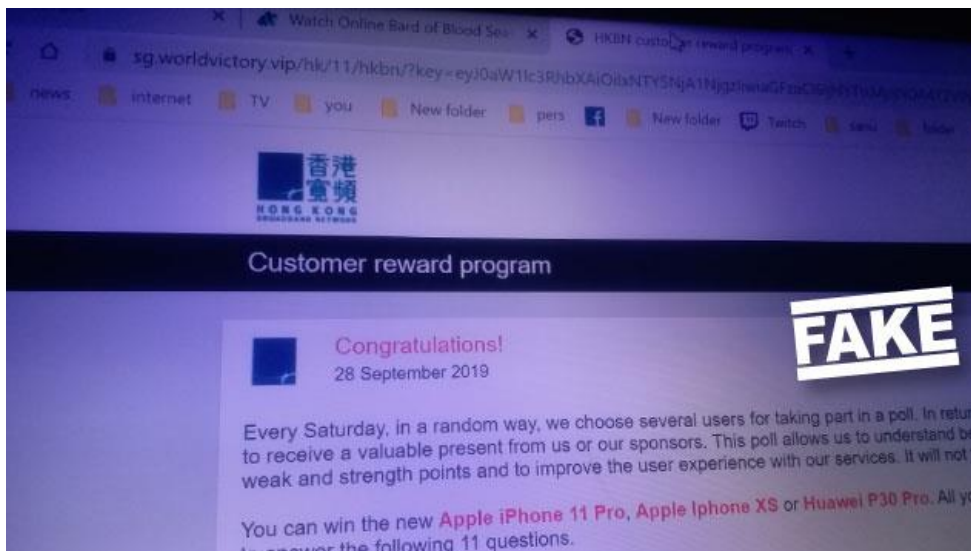 Watch Online Bard of Blood Sea
HKBN customer reward program
sg.worldvictory.vip/hk/11/hkbn/?key=
news
internet
TV
you
New folder
pers
New folder
Twitch
香港
寬頻
HONG KONG
BROADBAND NETWORK
Customer reward program
FAKE
Congratulations!
28 September 2019
Every Saturday, in a random way, we choose several users for taking part in a poll. In retur
to receive a valuable present from us or our sponsors. This poll allows us to understand be
weak and strength points and to improve the user experience with our services. It will not
You can win the new Apple iPhone 11 Pro, Apple Iphone XS or Huawei P30 Pro. All yo
to answer the following 11 questions.